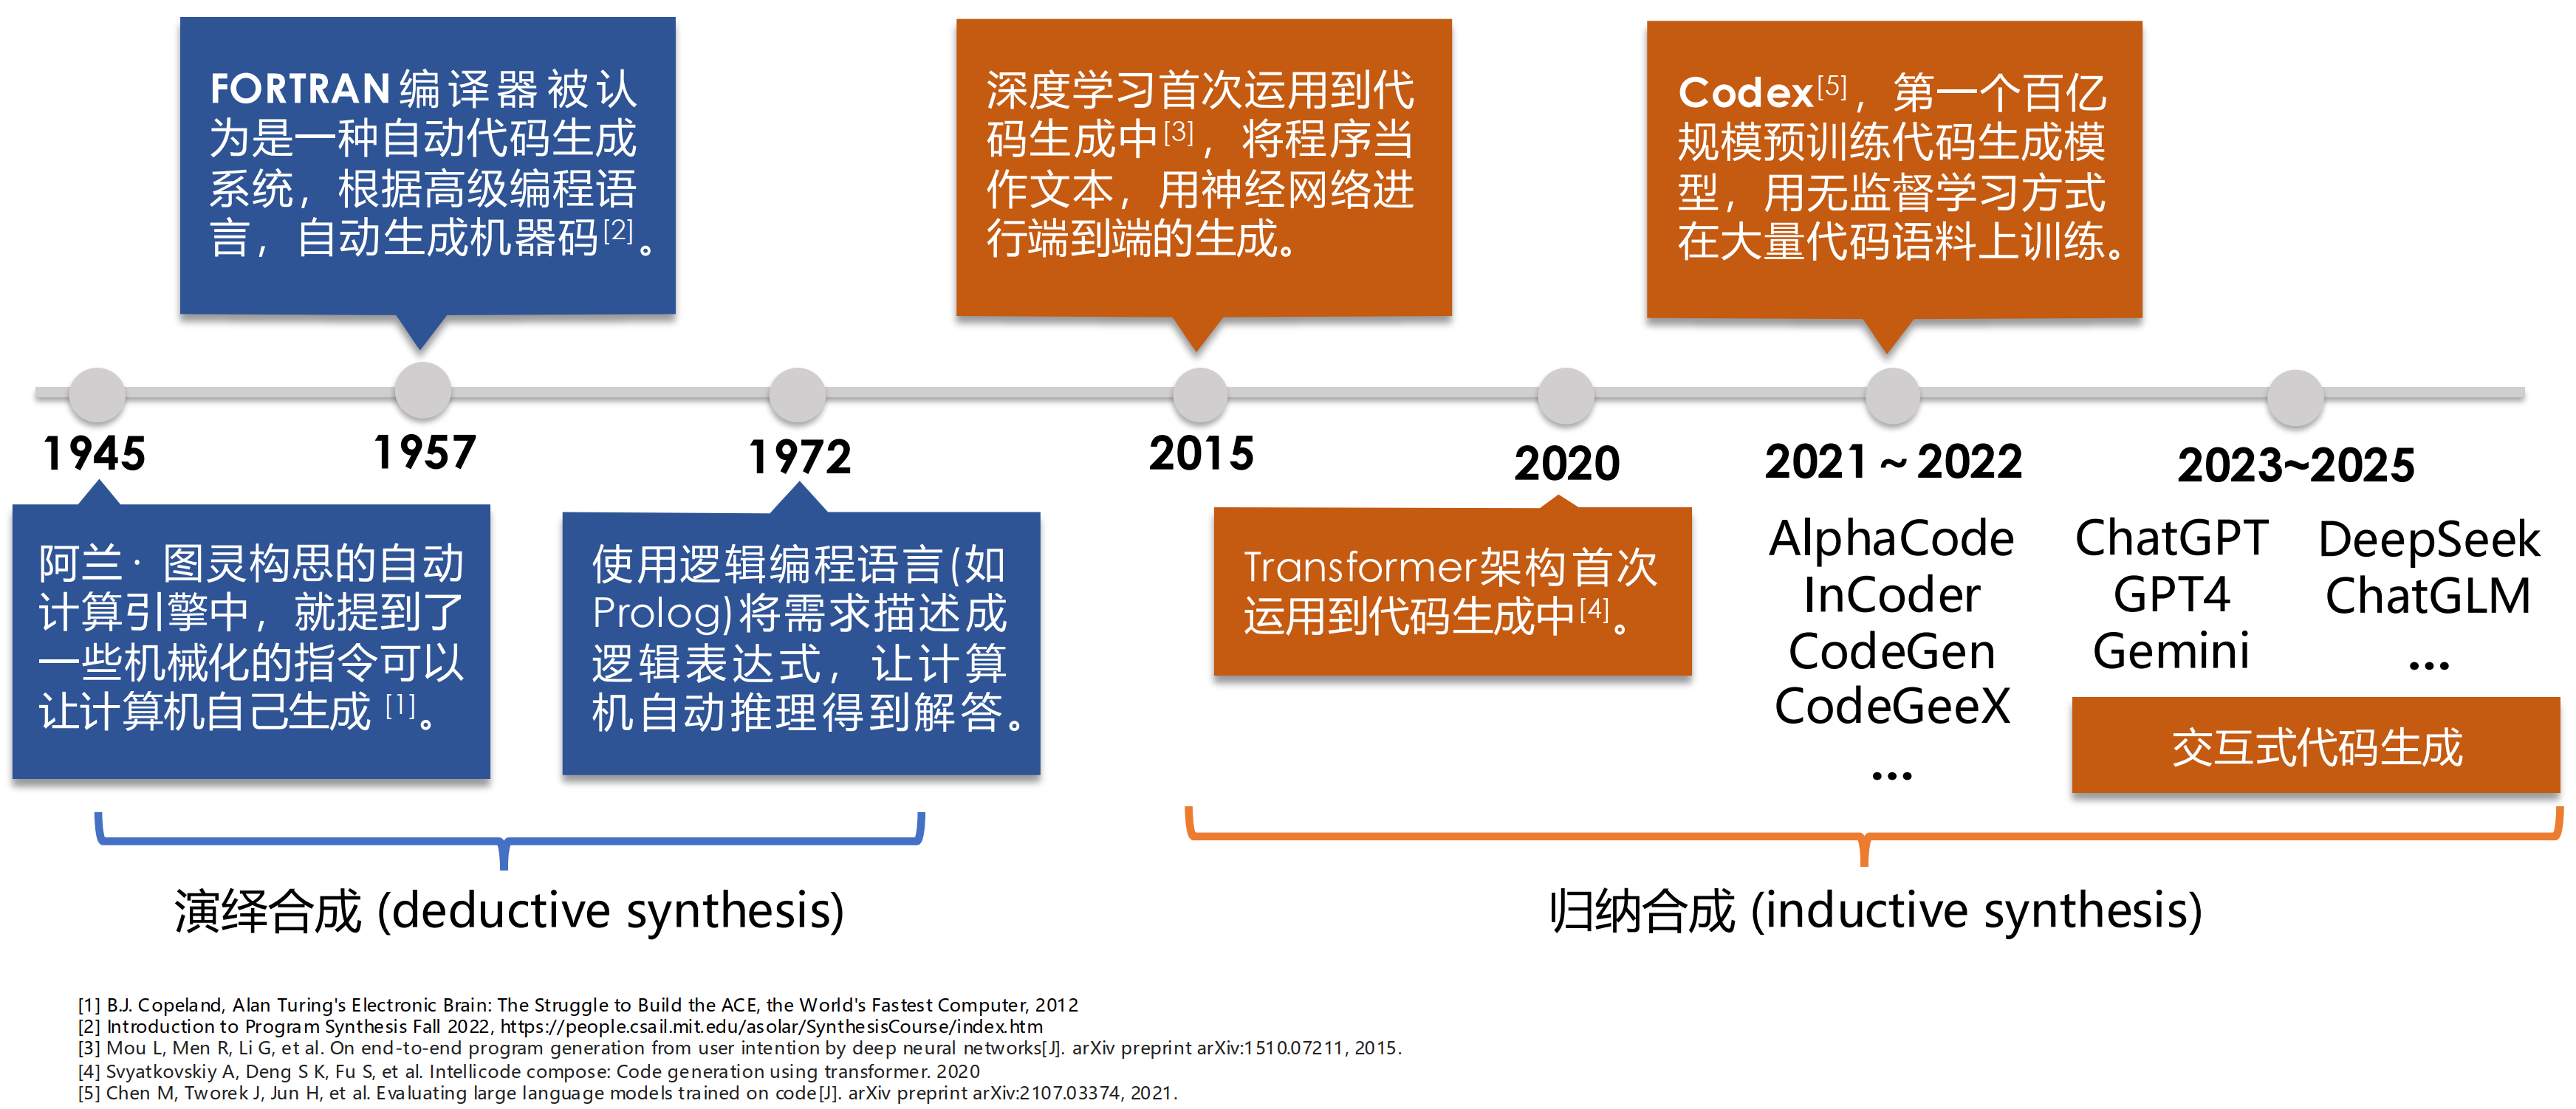 FORTRAN编译器被认
为是一种自动代码生成
系统，根据高级编程语
言，自动生成机器码[2]。
深度学习首次运用到代
码生成中[3]，将程序当
作文本，用神经网络进
行端到端的生成。
Codex[5]，第一个百亿
规模预训练代码生成模
型，用无监督学习方式
在大量代码语料上训练。
1945
1957
1972
2015
2020
2021～2022
2023~2025
阿兰·图灵构思的自动
计算引擎中，就提到了
一些机械化的指令可以
让计算机自己生成 [1]。
使用逻辑编程语言(如
Prolog)将需求描述成
逻辑表达式，让计算
机自动推理得到解答。
Transformer架构首次
运用到代码生成中[4]。
AlphaCode
InCoder
CodeGen
CodeGeeX
...
ChatGPT
GPT4
Gemini
DeepSeek
ChatGLM
...
交互式代码生成
演绎合成 (deductive synthesis)
归纳合成 (inductive synthesis)
[1] B.J. Copeland, Alan Turing's Electronic Brain: The Struggle to Build the ACE, the World's Fastest Computer, 2012
[2] Introduction to Program Synthesis Fall 2022, https://people.csail.mit.edu/asolar/SynthesisCourse/index.htm
[3] Mou L, Men R, Li G, et al. On end-to-end program generation from user intention by deep neural networks[J]. arXiv preprint arXiv:1510.07211, 2015.
[4] Svyatkovskiy A, Deng S K, Fu S, et al. Intellicode compose: Code generation using transformer. 2020
[5] Chen M, Tworek J, Jun H, et al. Evaluating large language models trained on code[J]. arXiv preprint arXiv:2107.03374, 2021.